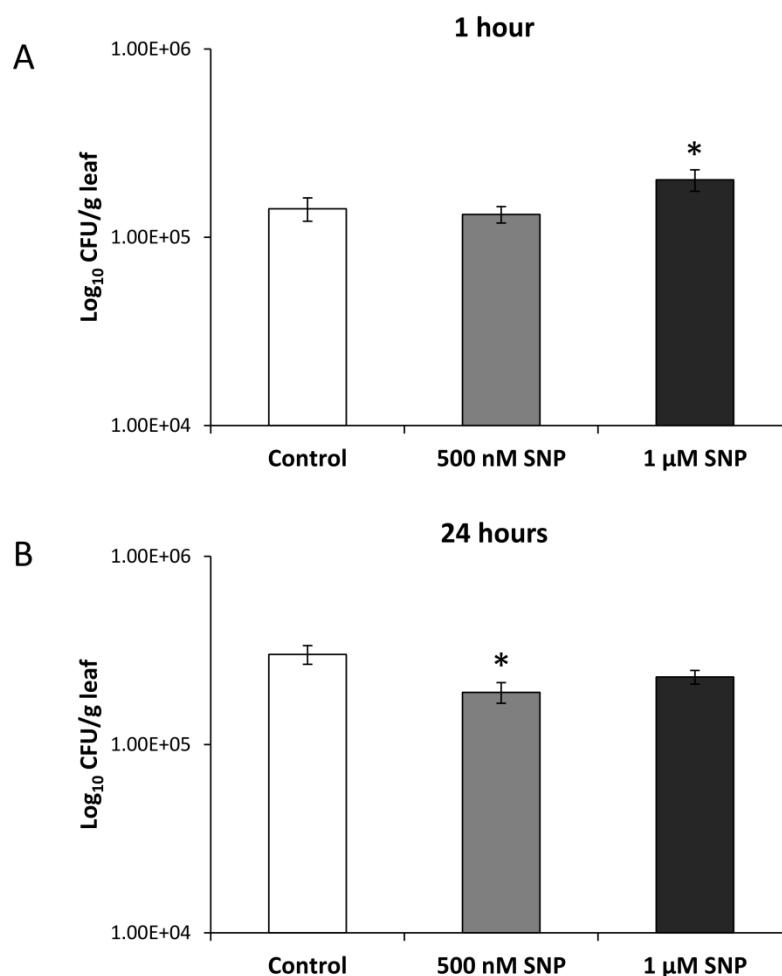 A
1 hour
1.00E+06
*
1.00E+05
1.00E+04
Log₁₀ CFU/g leaf
Control 500 nM SNP 1 µM SNP
B
24 hours
1.00E+06
*
1.00E+05
1.00E+04
Log₁₀ CFU/g leaf
Control 500 nM SNP 1 µM SNP